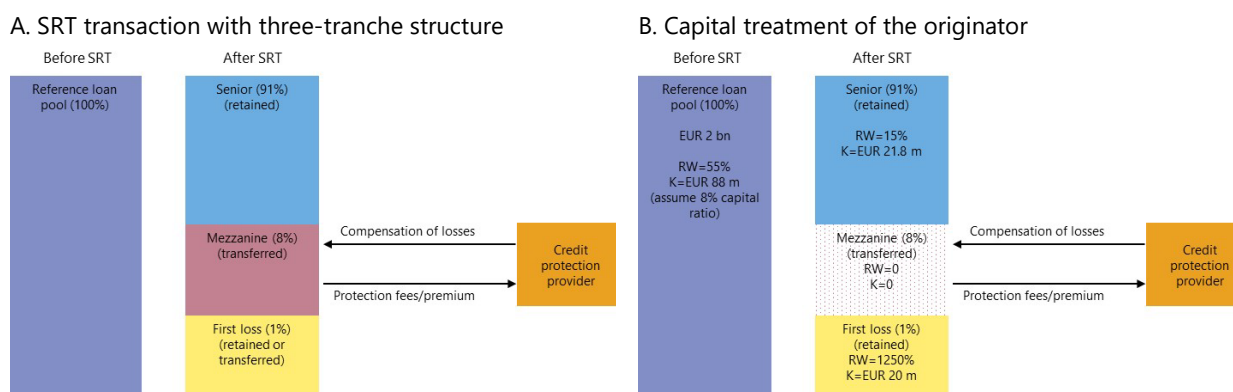 A. SRT transaction with three-tranche structure
Before SRT
After SRT
Reference loan
pool (100%)
Senior (91%)
(retained)
Mezzanine (8%)
(transferred)
First loss (1%)
(retained or
transferred)
Compensation of losses
Protection fees/premium
Credit
protection
provider
B. Capital treatment of the originator
Before SRT
After SRT
Reference loan
pool (100%)
EUR 2 bn
RW=55%
K=EUR 88 m
(assume 8% capital
ratio)
Senior (91%)
(retained)
RW=15%
K=EUR 21.8 m
Mezzanine (8%)
(transferred)
RW=0
K=0
First loss (1%)
(retained)
RW=1250%
K=EUR 20 m
Compensation of losses
Protection fees/premium
Credit
protection
provider